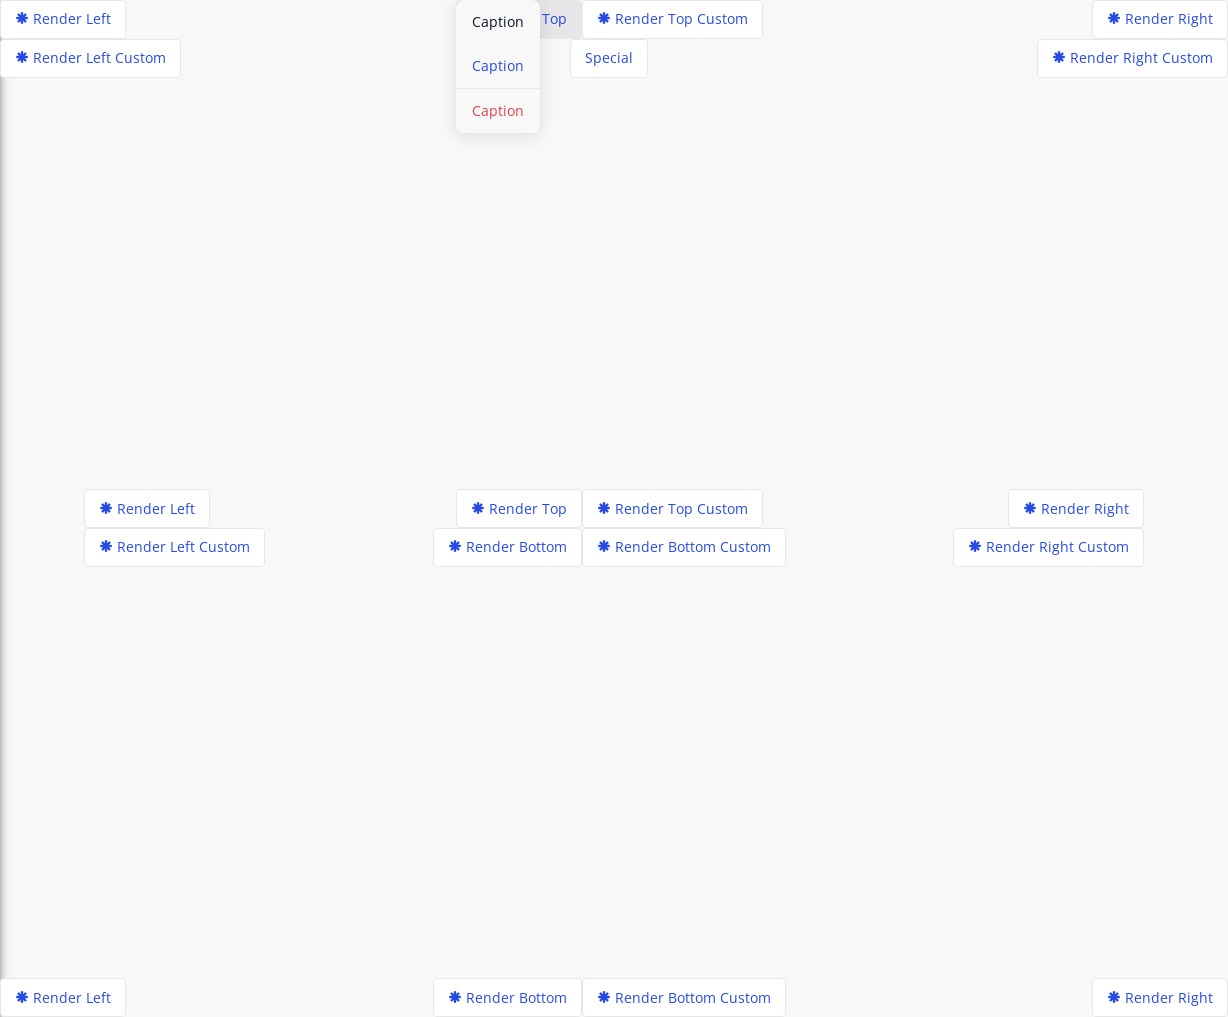 Render Left
Caption
Top
Render Top Custom
Render Right
Render Left Custom
Caption
Special
Render Right Custom
Caption
Render Left
Render Top
Render Top Custom
Render Right
Render Left Custom
Render Bottom
Render Bottom Custom
Render Right Custom
Render Left
Render Bottom
Render Bottom Custom
Render Right